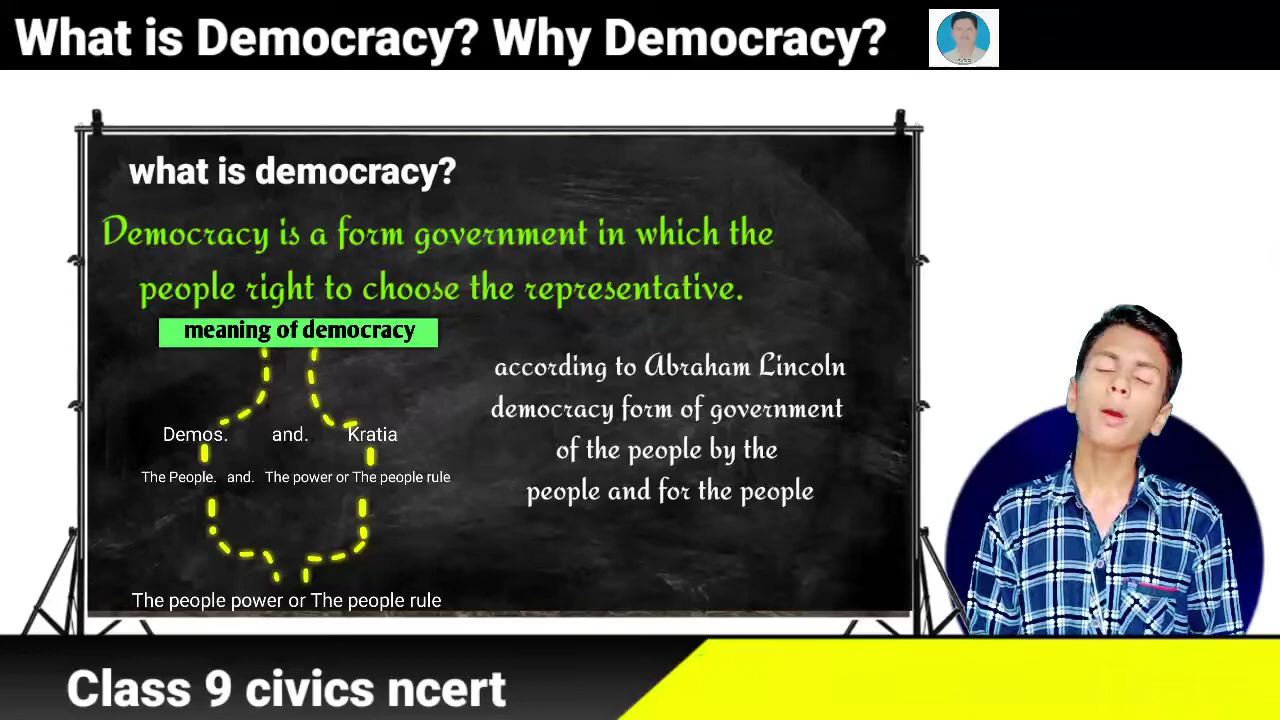 What is Democracy? Why Democracy?
what is democracy?
Democracy is a form government in which the
people right to choose the representative.
meaning of democracy
Demos. and. Kratia
The People. and. The power or The people rule
The people power or The people rule
according to Abraham Lincoln
democracy form of government
of the people by the
people and for the people
Class 9 civics ncert